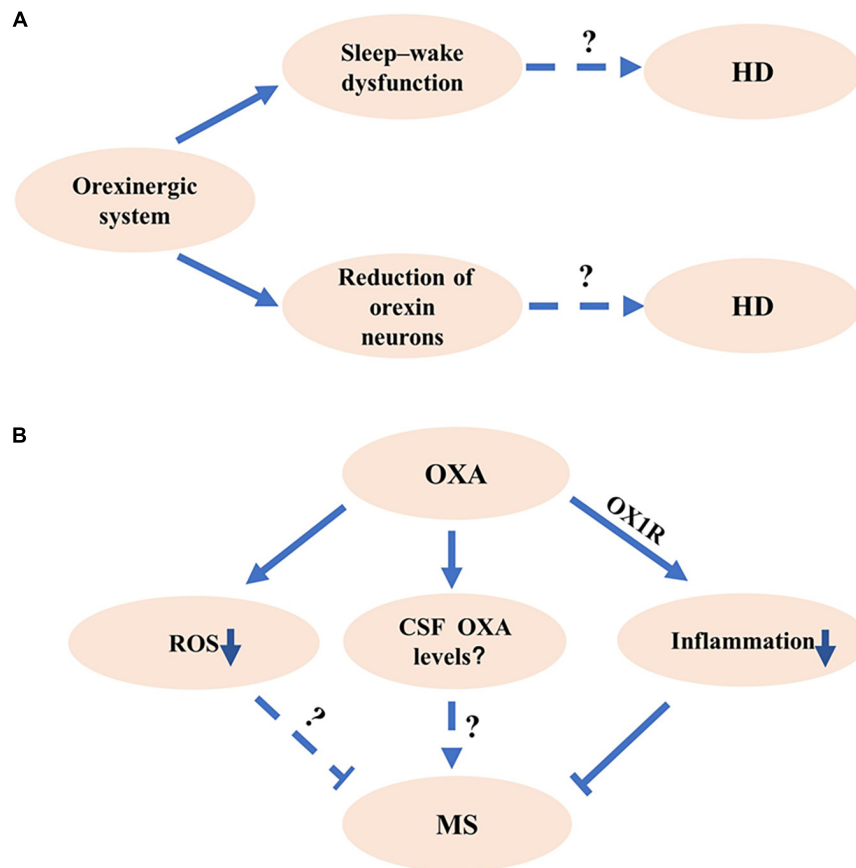 A
Sleep–wake
dysfunction
?
HD
Orexinergic
system
Reduction of
orexin
neurons
?
HD
B
OXA
OX1R
ROS
CSF OXA
levels?
Inflammation
?
?
MS